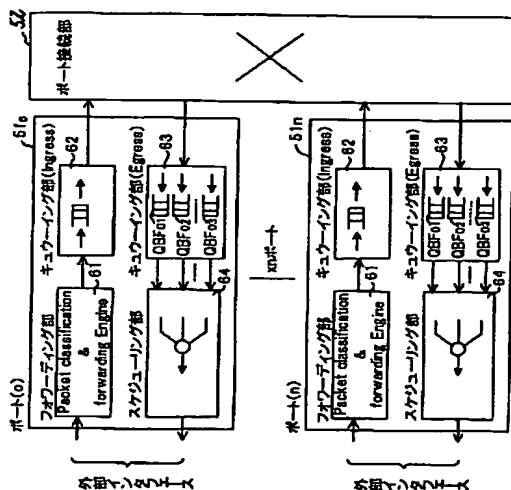 52
ポート接続部
ポート(o)
51o
フォワーディング部
61
Packet classification
&
forwarding Engine
キュウーイング部(Ingress)
62
スケジューリング部
64
キュウーイング部(Egress)
63
QBFo1
QBFo2
QBFo3
外部インタフェース
xnポート
ポート(n)
51n
フォワーディング部
61
Packet classification
&
forwarding Engine
キュウーイング部(Ingress)
62
スケジューリング部
64
キュウーイング部(Egress)
63
QBFo1
QBFo2
QBFo3
外部インタフェース